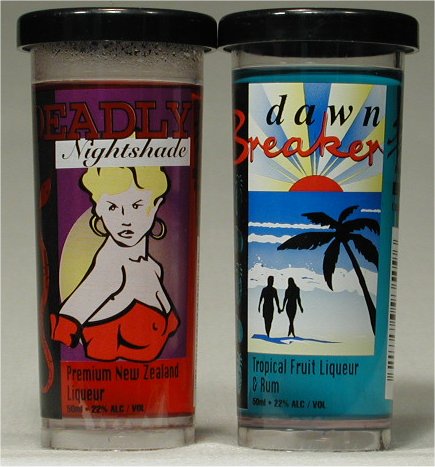 DEADLY
Nightshade
Premium New Zealand
Liqueur
50ml • 22% ALC / VOL
dawn
Breaker
Tropical Fruit Liqueur
& Rum
50ml • 22% ALC / VOL